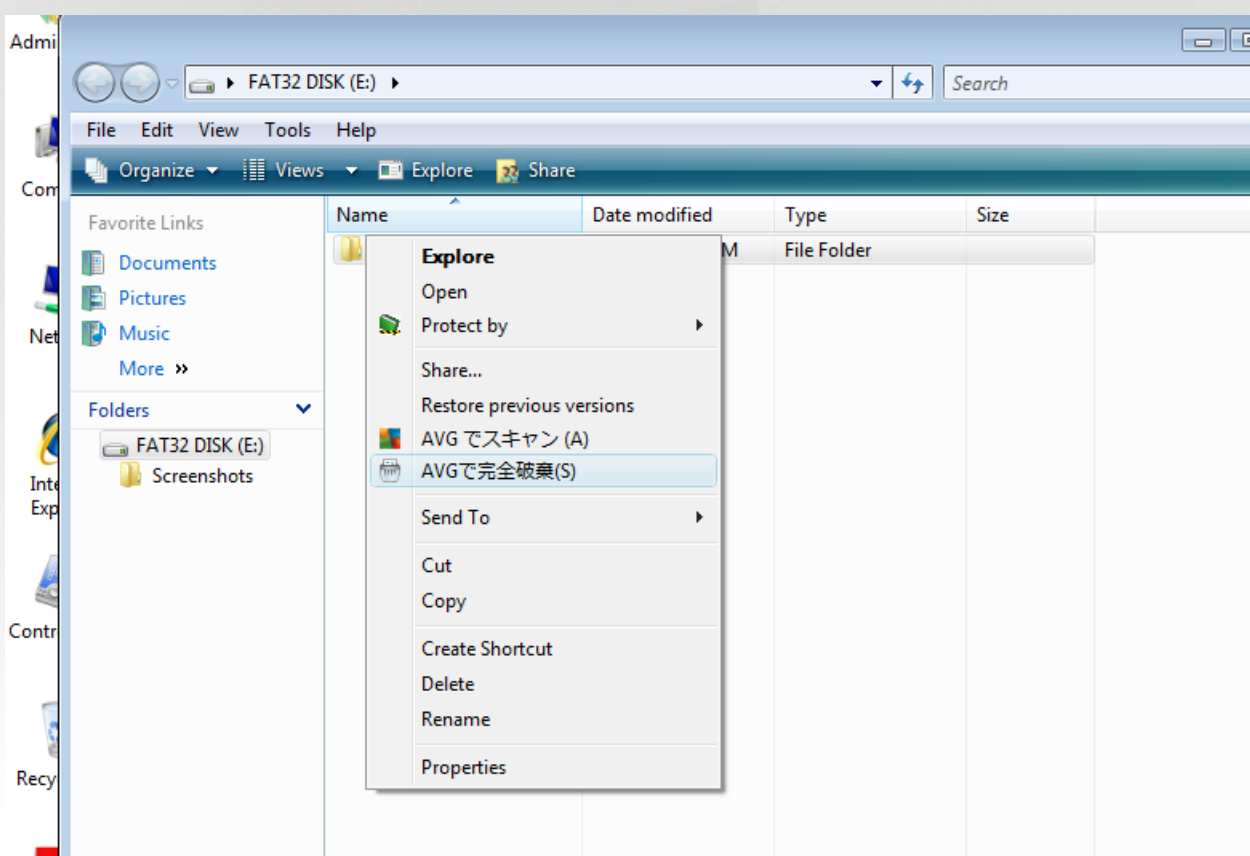 Admi
FAT32 DISK (E:)
Search
File Edit View Tools Help
Organize Views Explore Share
Com
Favorite Links
Name Date modified Type Size
M File Folder
Documents
Pictures
Music
More »
Net
Folders
FAT32 DISK (E:)
Screenshots
Inte
Exp
Contr
Recy
Explore
Open
Protect by
Share...
Restore previous versions
AVG でスキャン (A)
AVGで完全破棄(S)
Send To
Cut
Copy
Create Shortcut
Delete
Rename
Properties